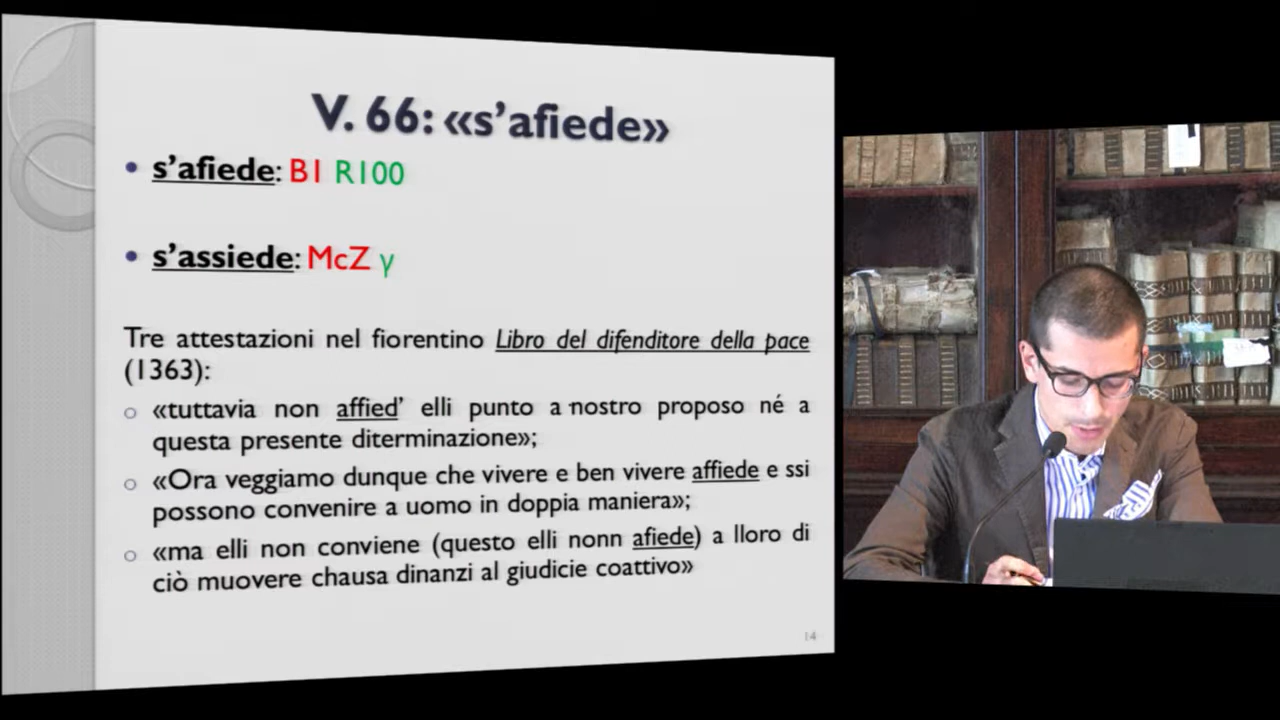 V. 66: «s’afiede»
• s’afiede: B1 R100
• s’assiede: McZ γ
Tre attestazioni nel fiorentino Libro del difenditore della pace
(1363):
○ «tuttavia non affied’ elli punto a nostro proposo né a
questa presente diterminazione»;
○ «Ora veggiamo dunque che vivere e ben vivere affiede e ssi
possono convenire a uomo in doppia maniera»;
○ «ma elli non conviene (questo elli nonn afiede) a lloro di
ciò muovere chausa dinanzi al giudicie coattivo»
14